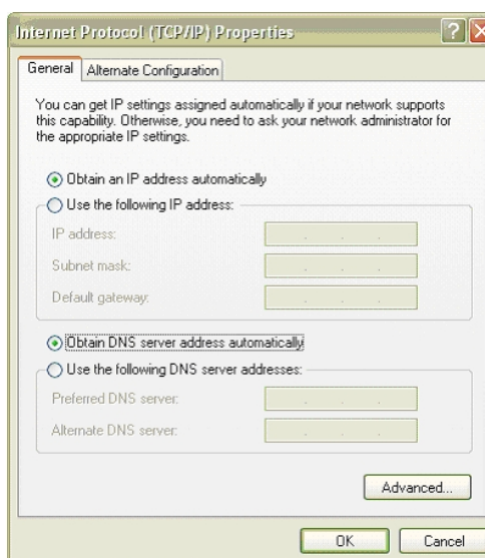 Internet Protocol (TCP/IP) Properties
General
Alternate Configuration
You can get IP settings assigned automatically if your network supports
this capability. Otherwise, you need to ask your network administrator for
the appropriate IP settings.
Obtain an IP address automatically
Use the following IP address:
IP address:
Subnet mask:
Default gateway:
Obtain DNS server address automatically
Use the following DNS server addresses:
Preferred DNS server:
Alternate DNS server:
Advanced...
OK
Cancel